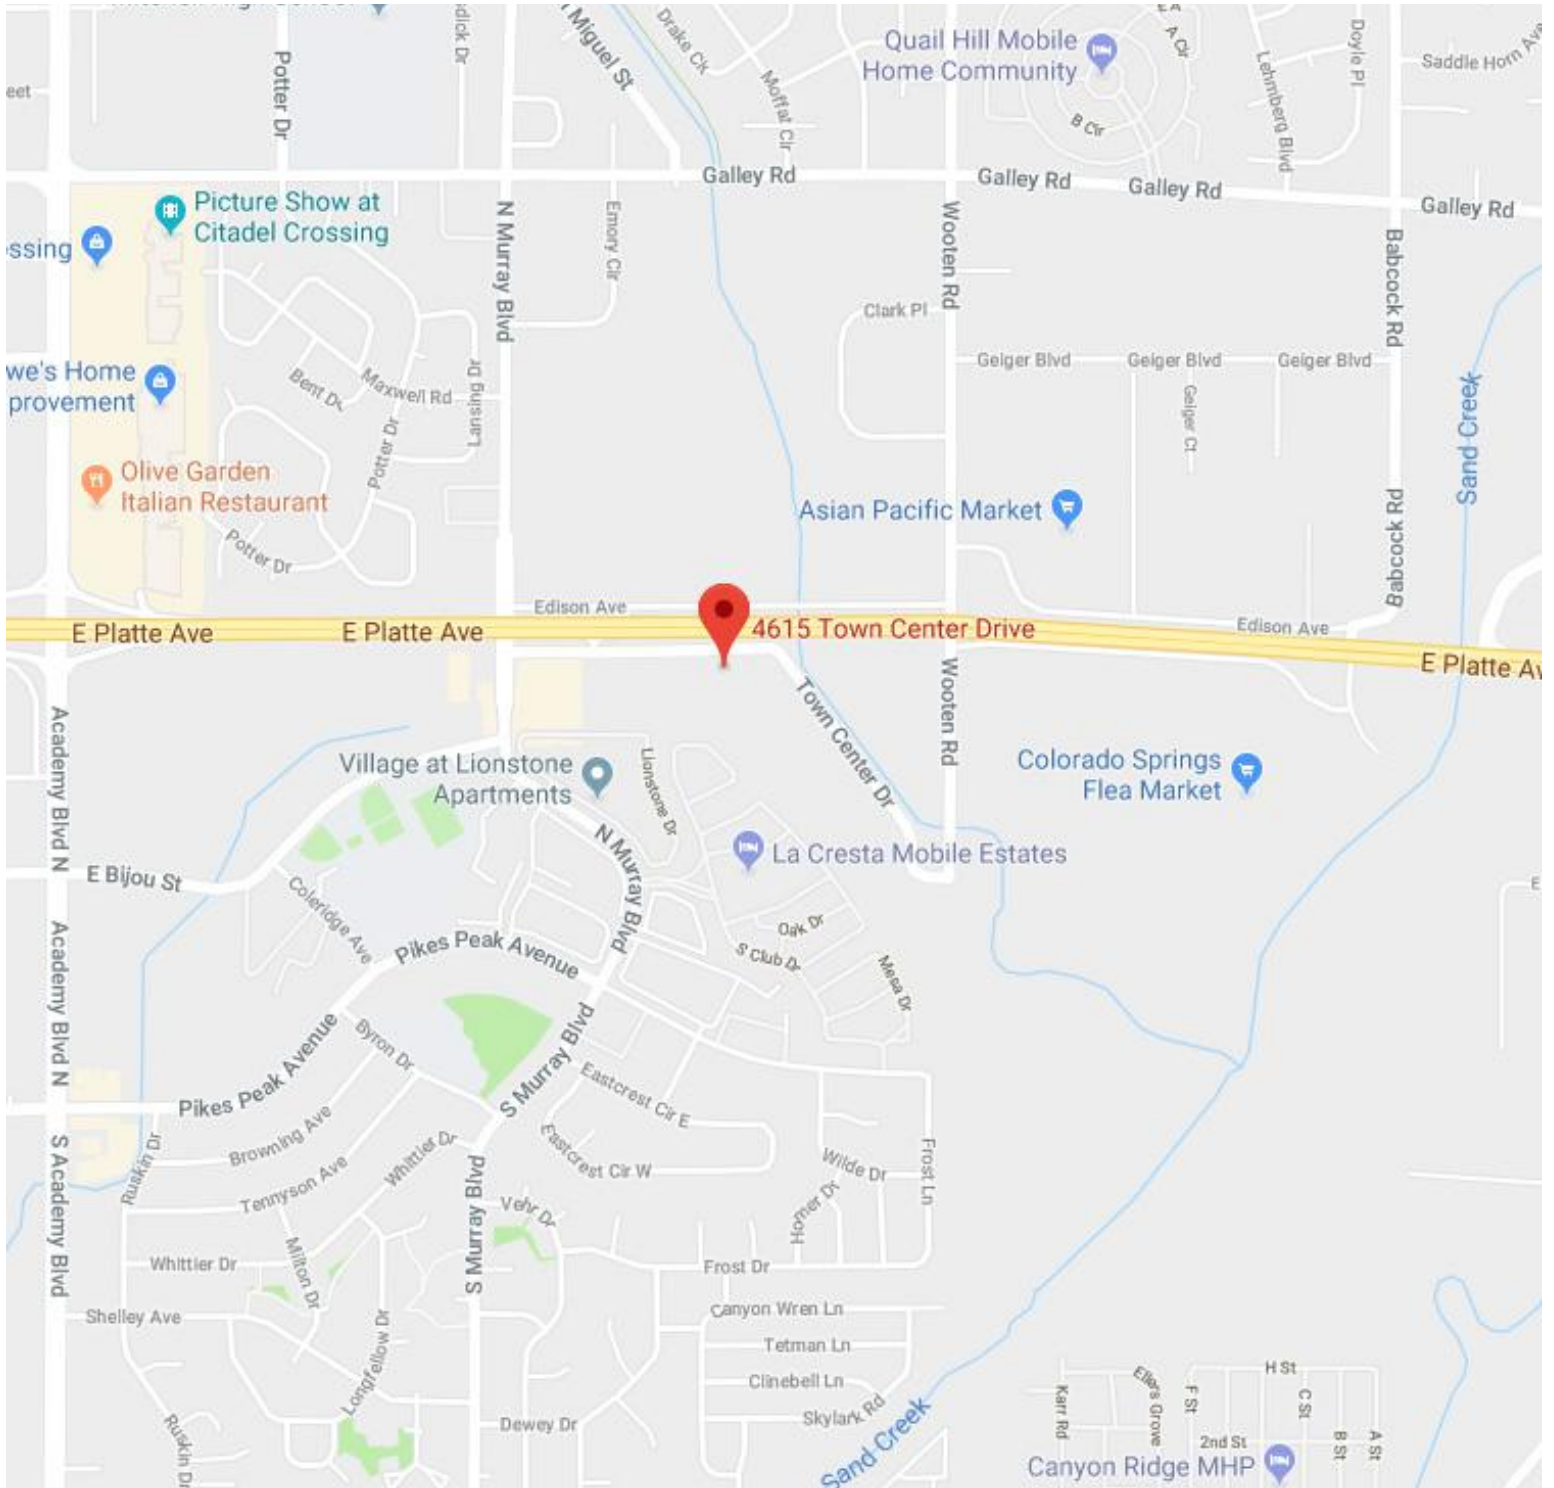 Potter Dr
Miguel St
Drake Ck
Moffat Cir
Quail Hill Mobile
Home Community
A Cir
B Cir
Lehmberg Blvd
Doyle Pl
Saddle Horn Ave
eet
dick Dr
Galley Rd
Galley Rd
Galley Rd
Galley Rd
Picture Show at
Citadel Crossing
ssing
N Murray Blvd
Emory Cir
Wooten Rd
Babcock Rd
Clark Pl
Geiger Blvd
Geiger Blvd
Geiger Blvd
Geiger Ct
Sand Creek
we's Home
provement
Bent Dr
Maxwell Rd
Lansing Dr
Potter Dr
Olive Garden
Italian Restaurant
Potter Dr
Asian Pacific Market
Babcock Rd
Edison Ave
Edison Ave
E Platte Ave
E Platte Ave
4615 Town Center Drive
E Platte Av
Academy Blvd N
Village at Lionstone
Apartments
Lionstone Dr
Town Center Dr
Wooten Rd
Colorado Springs
Flea Market
N Murray Blvd
La Cresta Mobile Estates
E Bijou St
Coleridge Ave
Academy Blvd N
Pikes Peak Avenue
Oak Dr
S Club Dr
Mesa Dr
E
Byron Dr
S Murray Blvd
Pikes Peak Avenue
Eastcrest Cir E
Eastcrest Cir W
Browning Ave
Ruskin Dr
Whittier Dr
Tennyson Ave
S Academy Blvd
S Murray Blvd
Wilde Dr
Frost Ln
Homer Dr
Vehr Dr
Whittier Dr
Milton Dr
Frost Dr
Shelley Ave
Canyon Wren Ln
Tetman Ln
Longfellow Dr
Clinebell Ln
Skylark Rd
Dewey Dr
Ruskin Dr
Sand Creek
H St
Karr Rd
Ellers Grove
F St
C St
2nd St
B St
A St
Canyon Ridge MHP